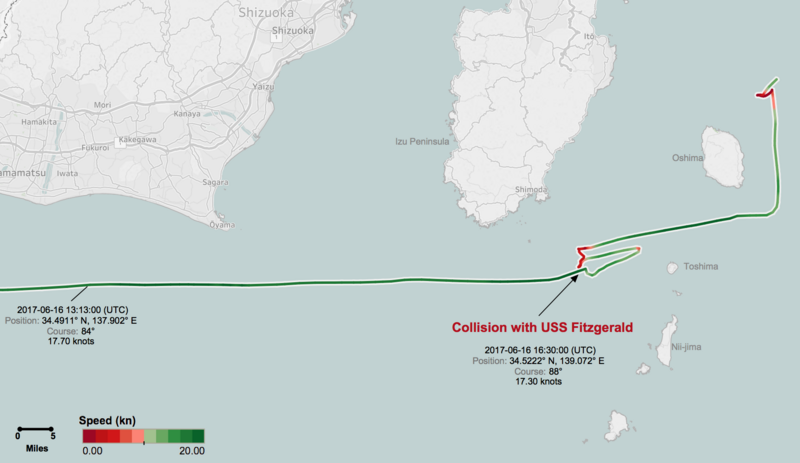 Shizuoka
Shizuoka
1
Itō
Yaizu
Mori
Kanaya
Hamakita
Kakegawa
1
Fukuroi
Izu Peninsula
Oshima
Iwata
amamatsu
Sagara
Shimoda
Oyama
Toshima
2017-06-16 13:13:00 (UTC)
Position: 34.4911° N, 137.902° E
Course: 84°
17.70 knots
Collision with USS Fitzgerald
2017-06-16 16:30:00 (UTC)
Position: 34.5222° N, 139.072° E
Course: 88°
17.30 knots
Nii-jima
Speed (kn)
0 5
Miles
0.00 20.00